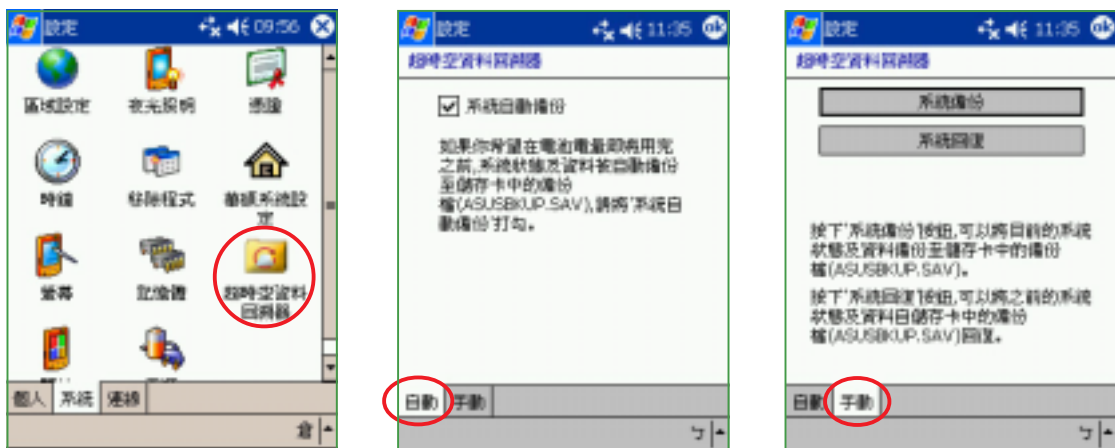 設定 09:56
區域設定 夜光照明 憑證
時鐘 移除程式 華碩系統設定
螢幕 記憶體 超時空資料回溯器
個人 系統 連線
倉
設定 11:35 ok
超時空資料回溯器
系統自動備份
如果你希望在電池電量即將用完
之前,系統狀態及資料被自動備份
至儲存卡中的備份
檔(ASUSBKUP.SAV),請將'系統自
動備份'打勾。
自動 手動
ㄅ
設定 11:35 ok
超時空資料回溯器
系統備份
系統回復
按下'系統備份'按鈕,可以將目前的系統
狀態及資料備份至儲存卡中的備份
檔(ASUSBKUP.SAV)。
按下'系統回復'按鈕,可以將之前的系統
狀態及資料自儲存卡中的備份
檔(ASUSBKUP.SAV)回復。
自動 手動
ㄅ